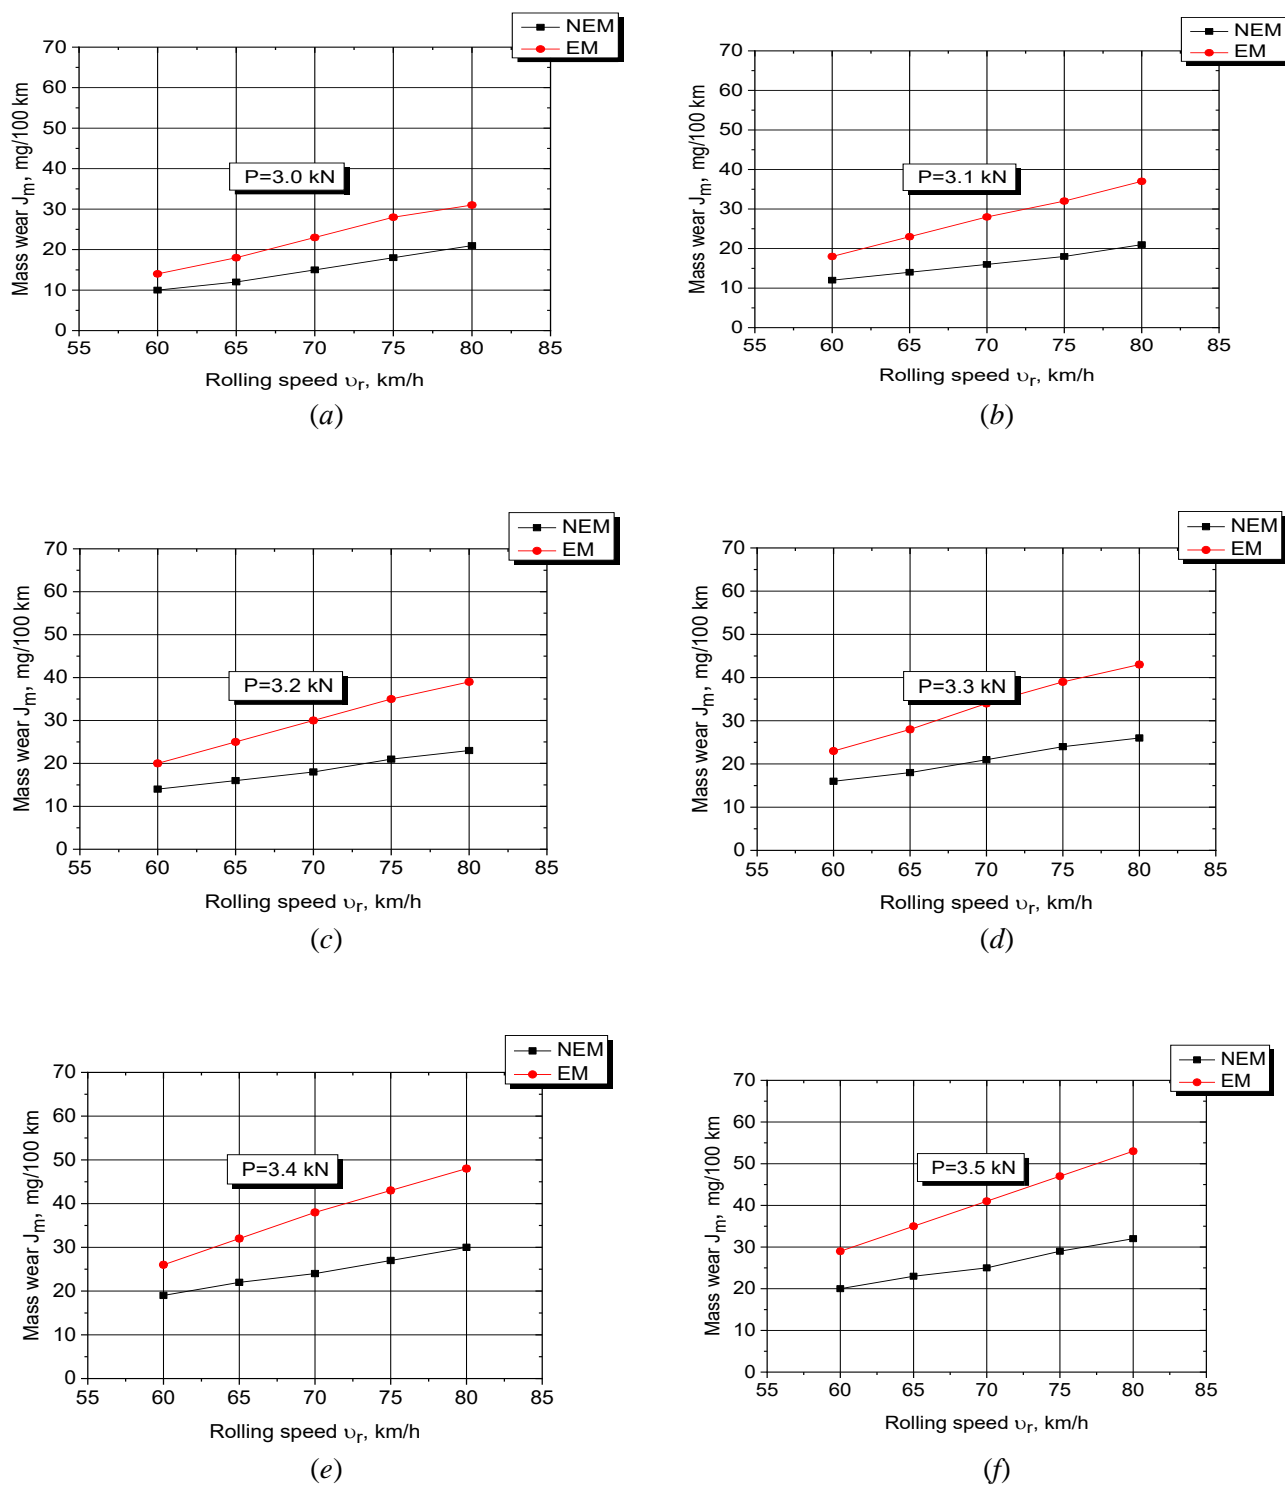 NEM
EM
70
60
50
40
30
20
10
0
Mass wear Jm, mg/100 km
P=3.0 kN
55 60 65 70 75 80 85
Rolling speed υr, km/h
(a)
NEM
EM
70
60
50
40
30
20
10
0
Mass wear Jm, mg/100 km
P=3.1 kN
55 60 65 70 75 80 85
Rolling speed υr, km/h
(b)
NEM
EM
70
60
50
40
30
20
10
0
Mass wear Jm, mg/100 km
P=3.2 kN
55 60 65 70 75 80 85
Rolling speed υr, km/h
(c)
NEM
EM
70
60
50
40
30
20
10
0
Mass wear Jm, mg/100 km
P=3.3 kN
55 60 65 70 75 80 85
Rolling speed υr, km/h
(d)
NEM
EM
70
60
50
40
30
20
10
0
Mass wear Jm, mg/100 km
P=3.4 kN
55 60 65 70 75 80 85
Rolling speed υr, km/h
(e)
NEM
EM
70
60
50
40
30
20
10
0
Mass wear Jm, mg/100 km
P=3.5 kN
55 60 65 70 75 80 85
Rolling speed υr, km/h
(f)